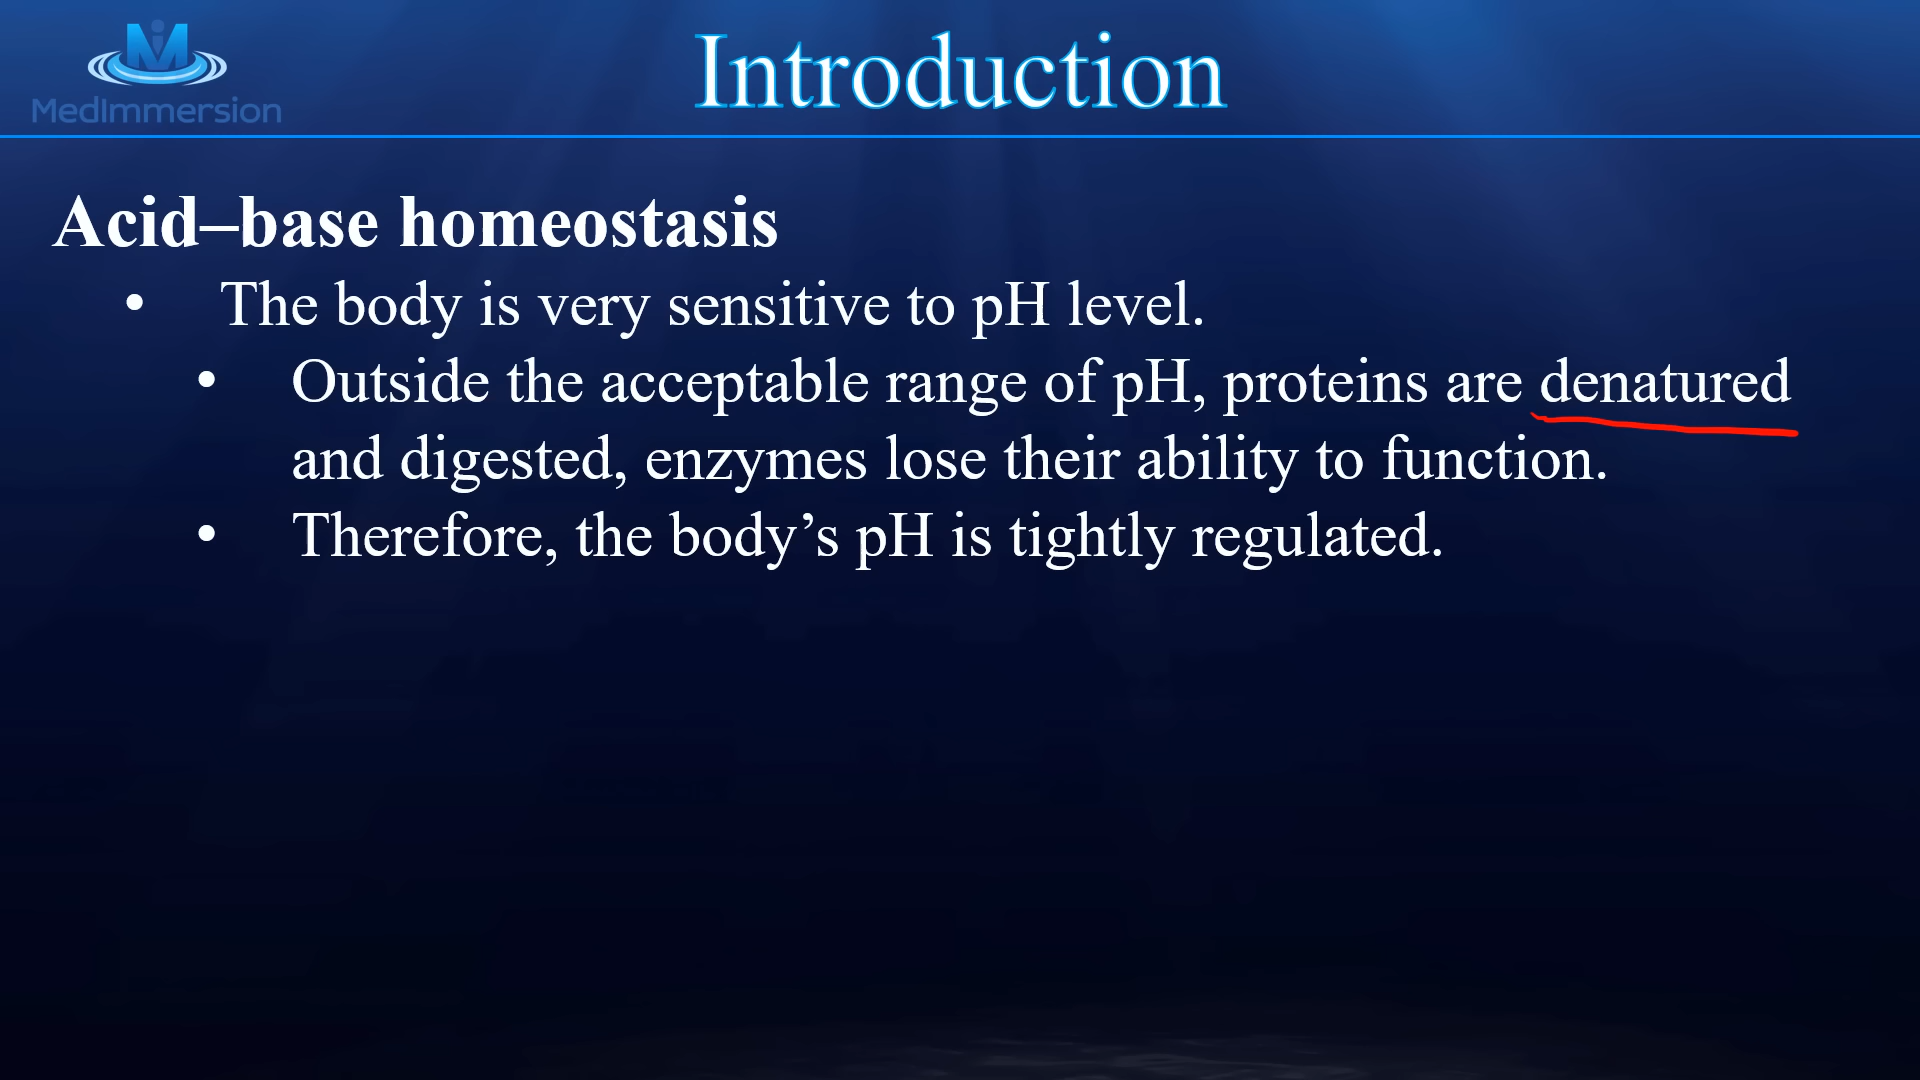 MedImmersion
Introduction
Acid–base homeostasis
• The body is very sensitive to pH level.
• Outside the acceptable range of pH, proteins are denatured
and digested, enzymes lose their ability to function.
• Therefore, the body’s pH is tightly regulated.